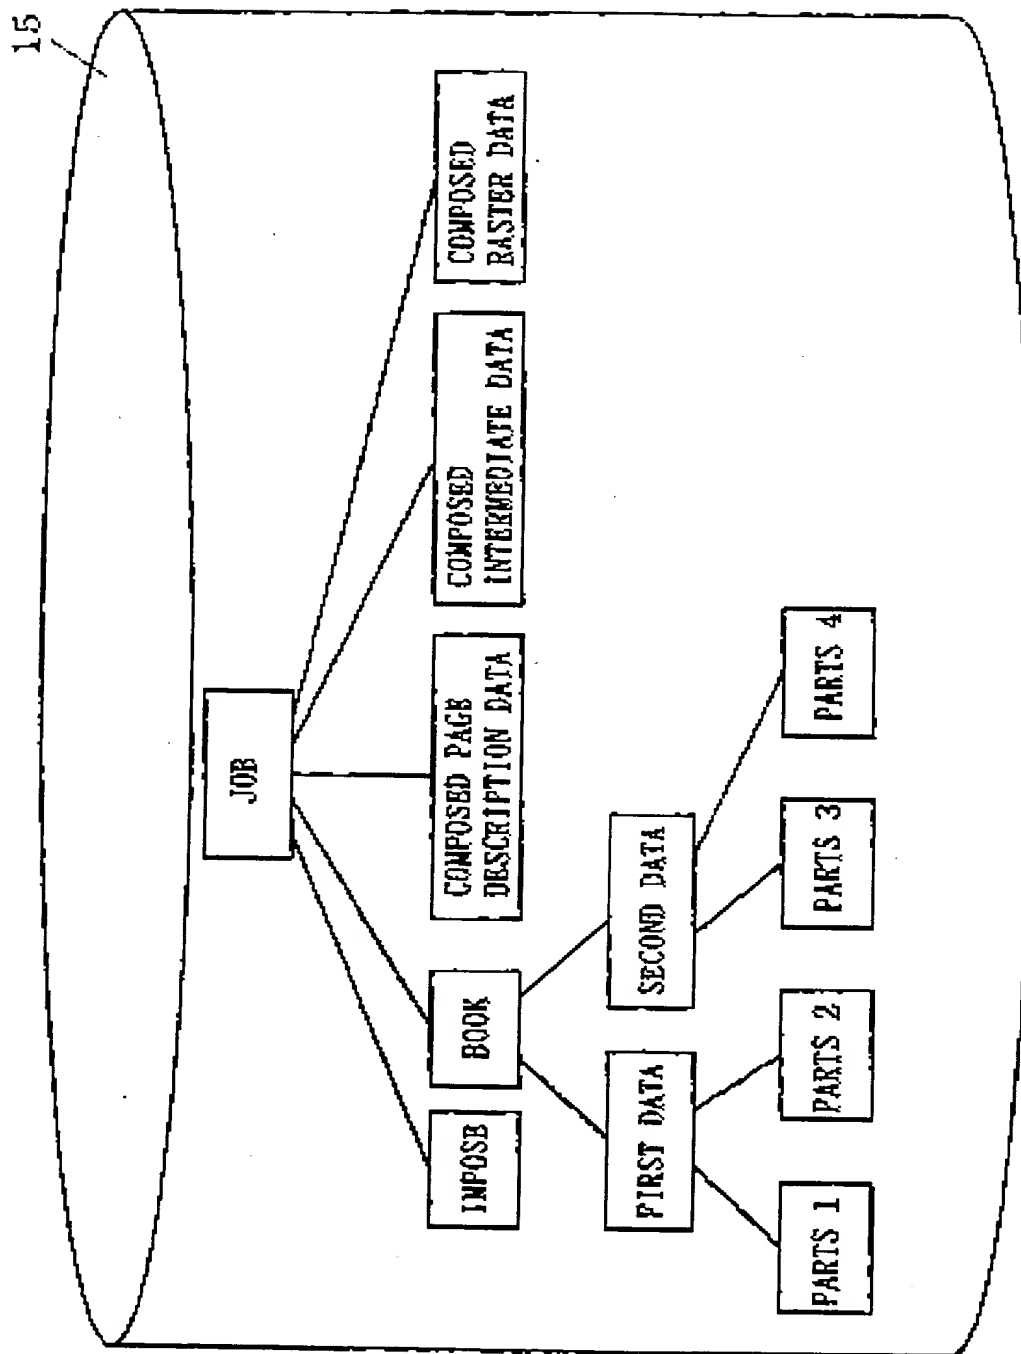 15
JOB
IMPOSE
BOOK
COMPOSED PAGE
DESCRIPTION DATA
COMPOSED
INTERMEDIATE DATA
COMPOSED
RASTER DATA
FIRST DATA
SECOND DATA
PARTS 1
PARTS 2
PARTS 3
PARTS 4